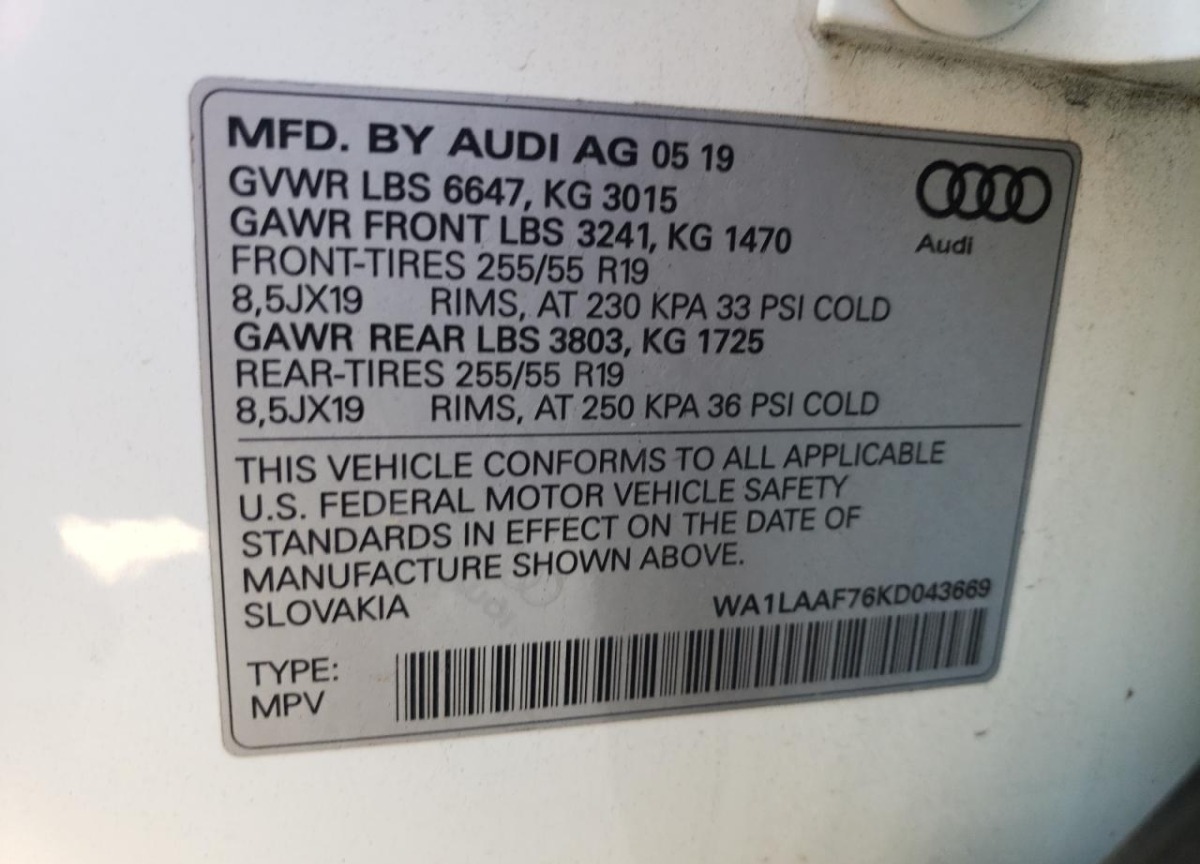 MFD. BY AUDI AG 05 19
GVWR LBS 6647, KG 3015
GAWR FRONT LBS 3241, KG 1470
FRONT-TIRES 255/55 R19
8,5JX19 RIMS, AT 230 KPA 33 PSI COLD
GAWR REAR LBS 3803, KG 1725
REAR-TIRES 255/55 R19
8,5JX19 RIMS, AT 250 KPA 36 PSI COLD
Audi
THIS VEHICLE CONFORMS TO ALL APPLICABLE
U.S. FEDERAL MOTOR VEHICLE SAFETY
STANDARDS IN EFFECT ON THE DATE OF
MANUFACTURE SHOWN ABOVE.
SLOVAKIA WA1LAAF76KD043669
TYPE:
MPV